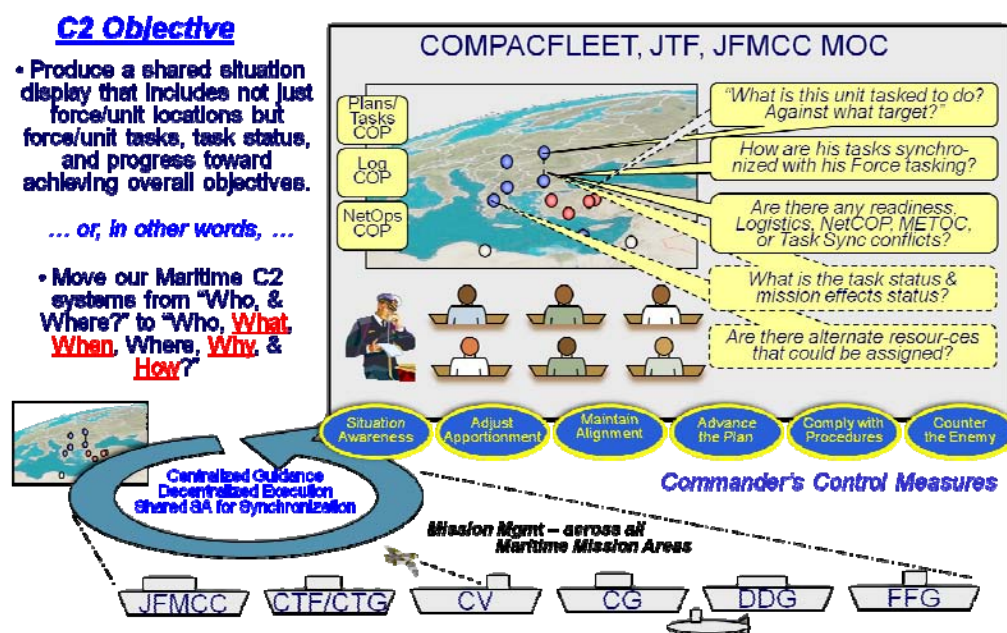 C2 Objective
• Produce a shared situation
display that includes not just
force/unit locations but
force/unit tasks, task status,
and progress toward
achieving overall objectives.
... or, in other words, ...
• Move our Maritime C2
systems from “Who, &
Where?” to “Who, What,
When, Where, Why, &
How?”
COMPACFLEET, JTF, JFMCC MOC
Plans/
Tasks
COP
Log
COP
NetOps
COP
“What is this unit tasked to do?
Against what target?”
How are his tasks synchro-
nized with his Force tasking?
Are there any readiness,
Logistics, NetCOP, METOC,
or Task Sync conflicts?
What is the task status &
mission effects status?
Are there alternate resour-ces
that could be assigned?
Situation
Awareness
Adjust
Apportionment
Maintain
Alignment
Advance
the Plan
Comply with
Procedures
Counter
the Enemy
Commander's Control Measures
Centralized Guidance
Decentralized Execution
Shared SA for Synchronization
Mission Mgmt – across all
Maritime Mission Areas
JFMCC
CTF/CTG
CV
CG
DDG
FFG